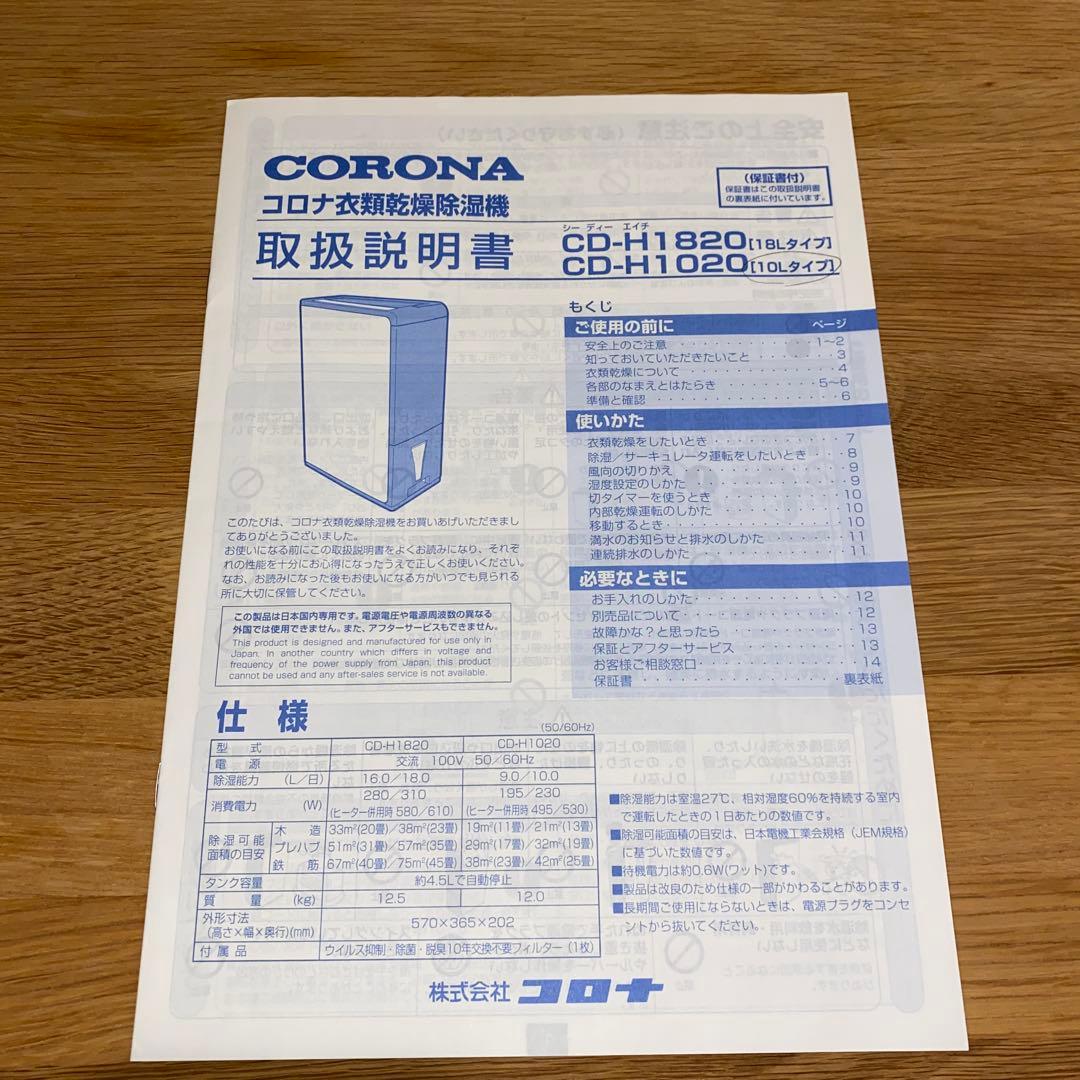 CORONA
コロナ衣類乾燥除湿機
取扱説明書
(保証書付)
保証書はこの取扱説明書
の裏表紙に付いています。
シー ディー エイチ
CD-H1820[18Lタイプ]
CD-H1020[10Lタイプ]
もくじ
ご使用の前に ページ
安全上のご注意 ・・・・・・・・・・ 1~2
知っておいていただきたいこと ・・・・・・ 3
衣類乾燥について ・・・・・・・・・・ 4
各部のなまえとはたらき ・・・・・・・ 5~6
準備と確認 ・・・・・・・・・・・・ 6
使いかた
衣類乾燥をしたいとき ・・・・・・・・ 7
除湿/サーキュレータ運転をしたいとき ・・・ 8
風向の切りかえ ・・・・・・・・・・ 9
湿度設定のしかた ・・・・・・・・・ 9
切タイマーを使うとき ・・・・・・・・ 10
内部乾燥運転のしかた ・・・・・・・・ 10
移動するとき ・・・・・・・・・・・ 10
満水のお知らせと排水のしかた ・・・・・ 11
連続排水のしかた ・・・・・・・・・ 11
必要なときに
お手入れのしかた ・・・・・・・・・ 12
別売品について ・・・・・・・・・・ 12
故障かな?と思ったら ・・・・・・・・ 13
保証とアフターサービス ・・・・・・・ 13
お客様ご相談窓口 ・・・・・・・・・ 14
保証書 ・・・・・・・・・・・・ 裏表紙
このたびは、コロナ衣類乾燥除湿機をお買いあげいただきまし
てありがとうございました。
お使いになる前にこの取扱説明書をよくお読みになり、それぞ
れの性能を十分にお心得になったうえで正しくお使いください。
なお、お読みになった後もお使いになる方がいつでも見られる
所に大切に保管してください。
この製品は日本国内専用です。電源電圧や電源周波数の異なる
外国では使用できません。また、アフターサービスもできません。
This product is designed and manufactured for use only in
Japan. In another country which differs in voltage and
frequency of the power supply from Japan, this product
cannot be used and any after-sales service is not available.
仕 様
(50/60Hz)
型 式 CD-H1820 CD-H1020
電 源 交流 100V 50/60Hz
除湿能力 (L/日) 16.0/18.0 9.0/10.0
消費電力 (W) 280/310 195/230
(ヒーター併用時 580/610) (ヒーター併用時 495/530)
除湿可能面積の目安 木 造 33m²(20畳)/38m²(23畳) 19m²(11畳)/21m²(13畳)
プレハブ 51m²(31畳)/57m²(35畳) 29m²(17畳)/32m²(19畳)
鉄 筋 67m²(40畳)/75m²(45畳) 38m²(23畳)/42m²(25畳)
タンク容量 約4.5Lで自動停止
質 量 (kg) 12.5 12.0
外形寸法
(高さ×幅×奥行)(mm) 570×365×202
付 属 品 ウイルス抑制・除菌・脱臭10年交換不要フィルター(1枚)
■除湿能力は室温27℃、相対湿度60%を持続する室内
で運転したときの1日あたりの数値です。
■除湿可能面積の目安は、日本電機工業会規格(JEM規格)
に基づいた数値です。
■待機電力は約0.6W(ワット)です。
■製品は改良のため仕様の一部がかわることがあります。
■長期間ご使用にならないときは、電源プラグをコンセ
ントから抜いてください。
株式会社 コロナ